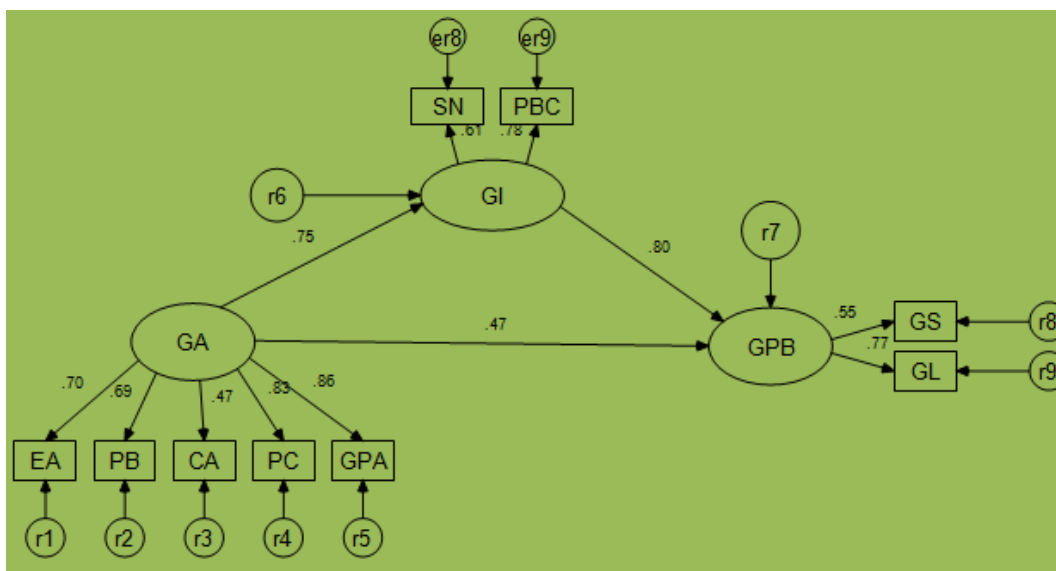 er8 er9
SN PBC
.61 .78
r6 GI
.75 .80 r7
GA .47 GPB .55 GS r8
.77 GL r9
.70 .69 .47 .83 .86
EA PB CA PC GPA
r1 r2 r3 r4 r5